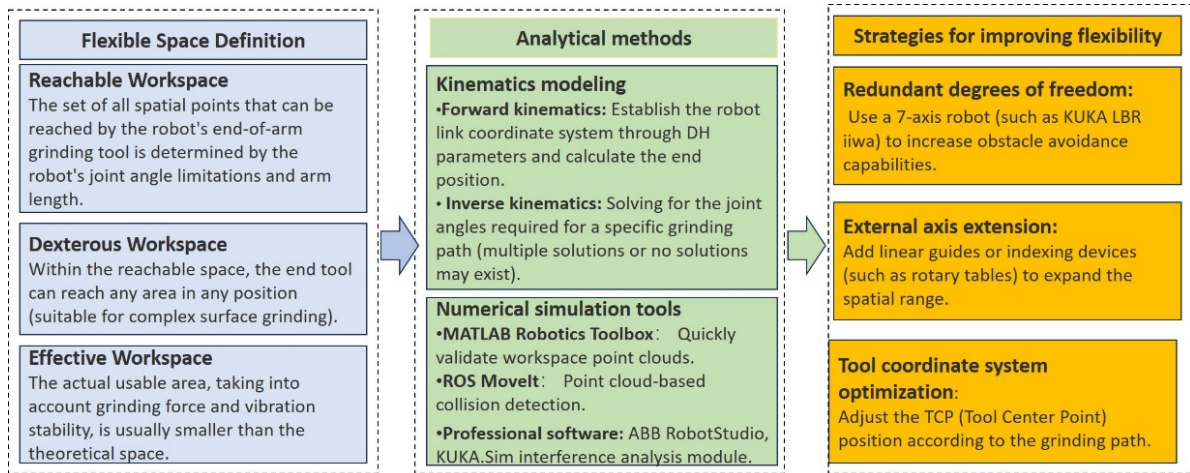 Flexible Space Definition
Reachable Workspace
The set of all spatial points that can be
reached by the robot's end-of-arm
grinding tool is determined by the
robot's joint angle limitations and arm
length.
Dexterous Workspace
Within the reachable space, the end tool
can reach any area in any position
(suitable for complex surface grinding).
Effective Workspace
The actual usable area, taking into
account grinding force and vibration
stability, is usually smaller than the
theoretical space.
Analytical methods
Kinematics modeling
•Forward kinematics: Establish the robot
link coordinate system through DH
parameters and calculate the end
position.
• Inverse kinematics: Solving for the joint
angles required for a specific grinding
path (multiple solutions or no solutions
may exist).
Numerical simulation tools
•MATLAB Robotics Toolbox： Quickly
validate workspace point clouds.
•ROS MoveIt： Point cloud-based
collision detection.
•Professional software: ABB RobotStudio,
KUKA.Sim interference analysis module.
Strategies for improving flexibility
Redundant degrees of freedom:
Use a 7-axis robot (such as KUKA LBR
iiwa) to increase obstacle avoidance
capabilities.
External axis extension:
Add linear guides or indexing devices
(such as rotary tables) to expand the
spatial range.
Tool coordinate system
optimization:
Adjust the TCP (Tool Center Point)
position according to the grinding path.